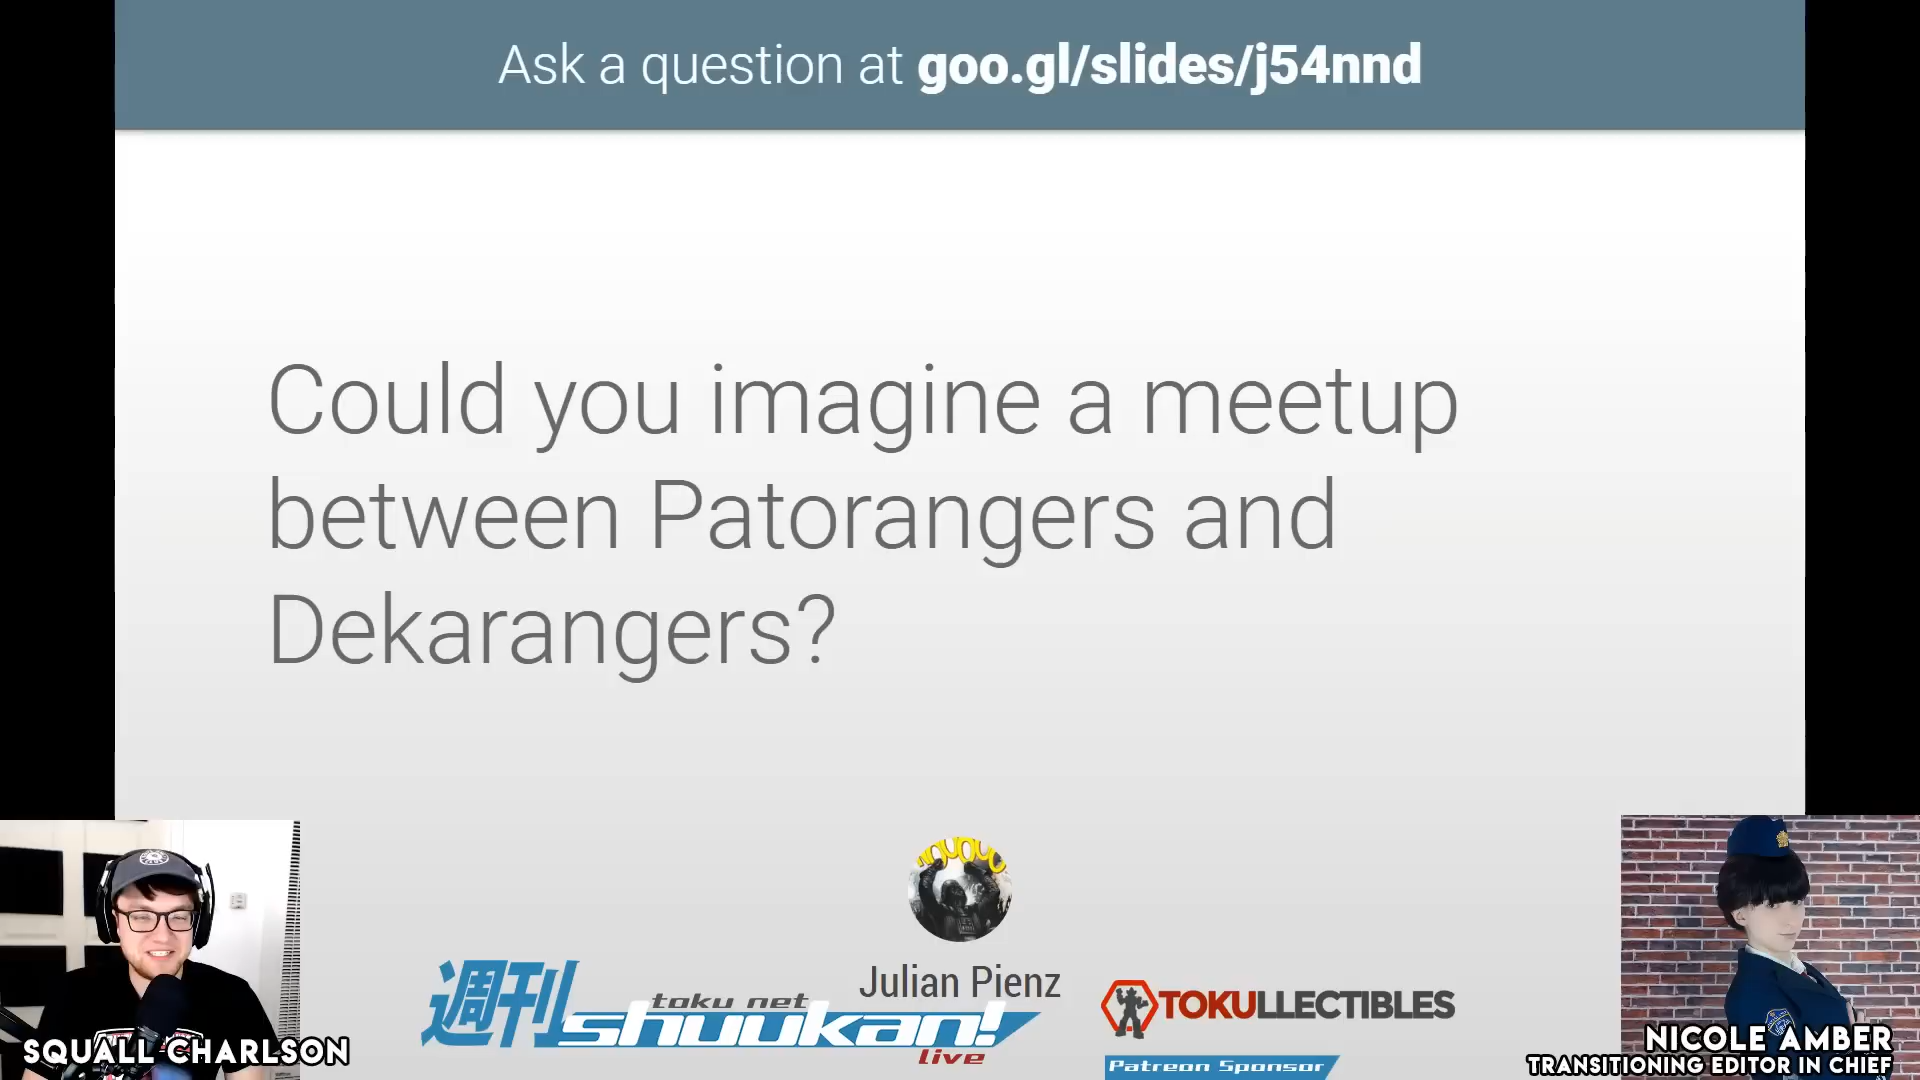 Ask a question at goo.gl/slides/j54nnd
Could you imagine a meetup
between Patorangers and
Dekarangers?
Julian Pienz
週刊
toku net
shuukan!
live
TOKULLECTIBLES
Patreon Sponsor
SQUALL CHARLSON
NICOLE AMBER
TRANSITIONING EDITOR IN CHIEF